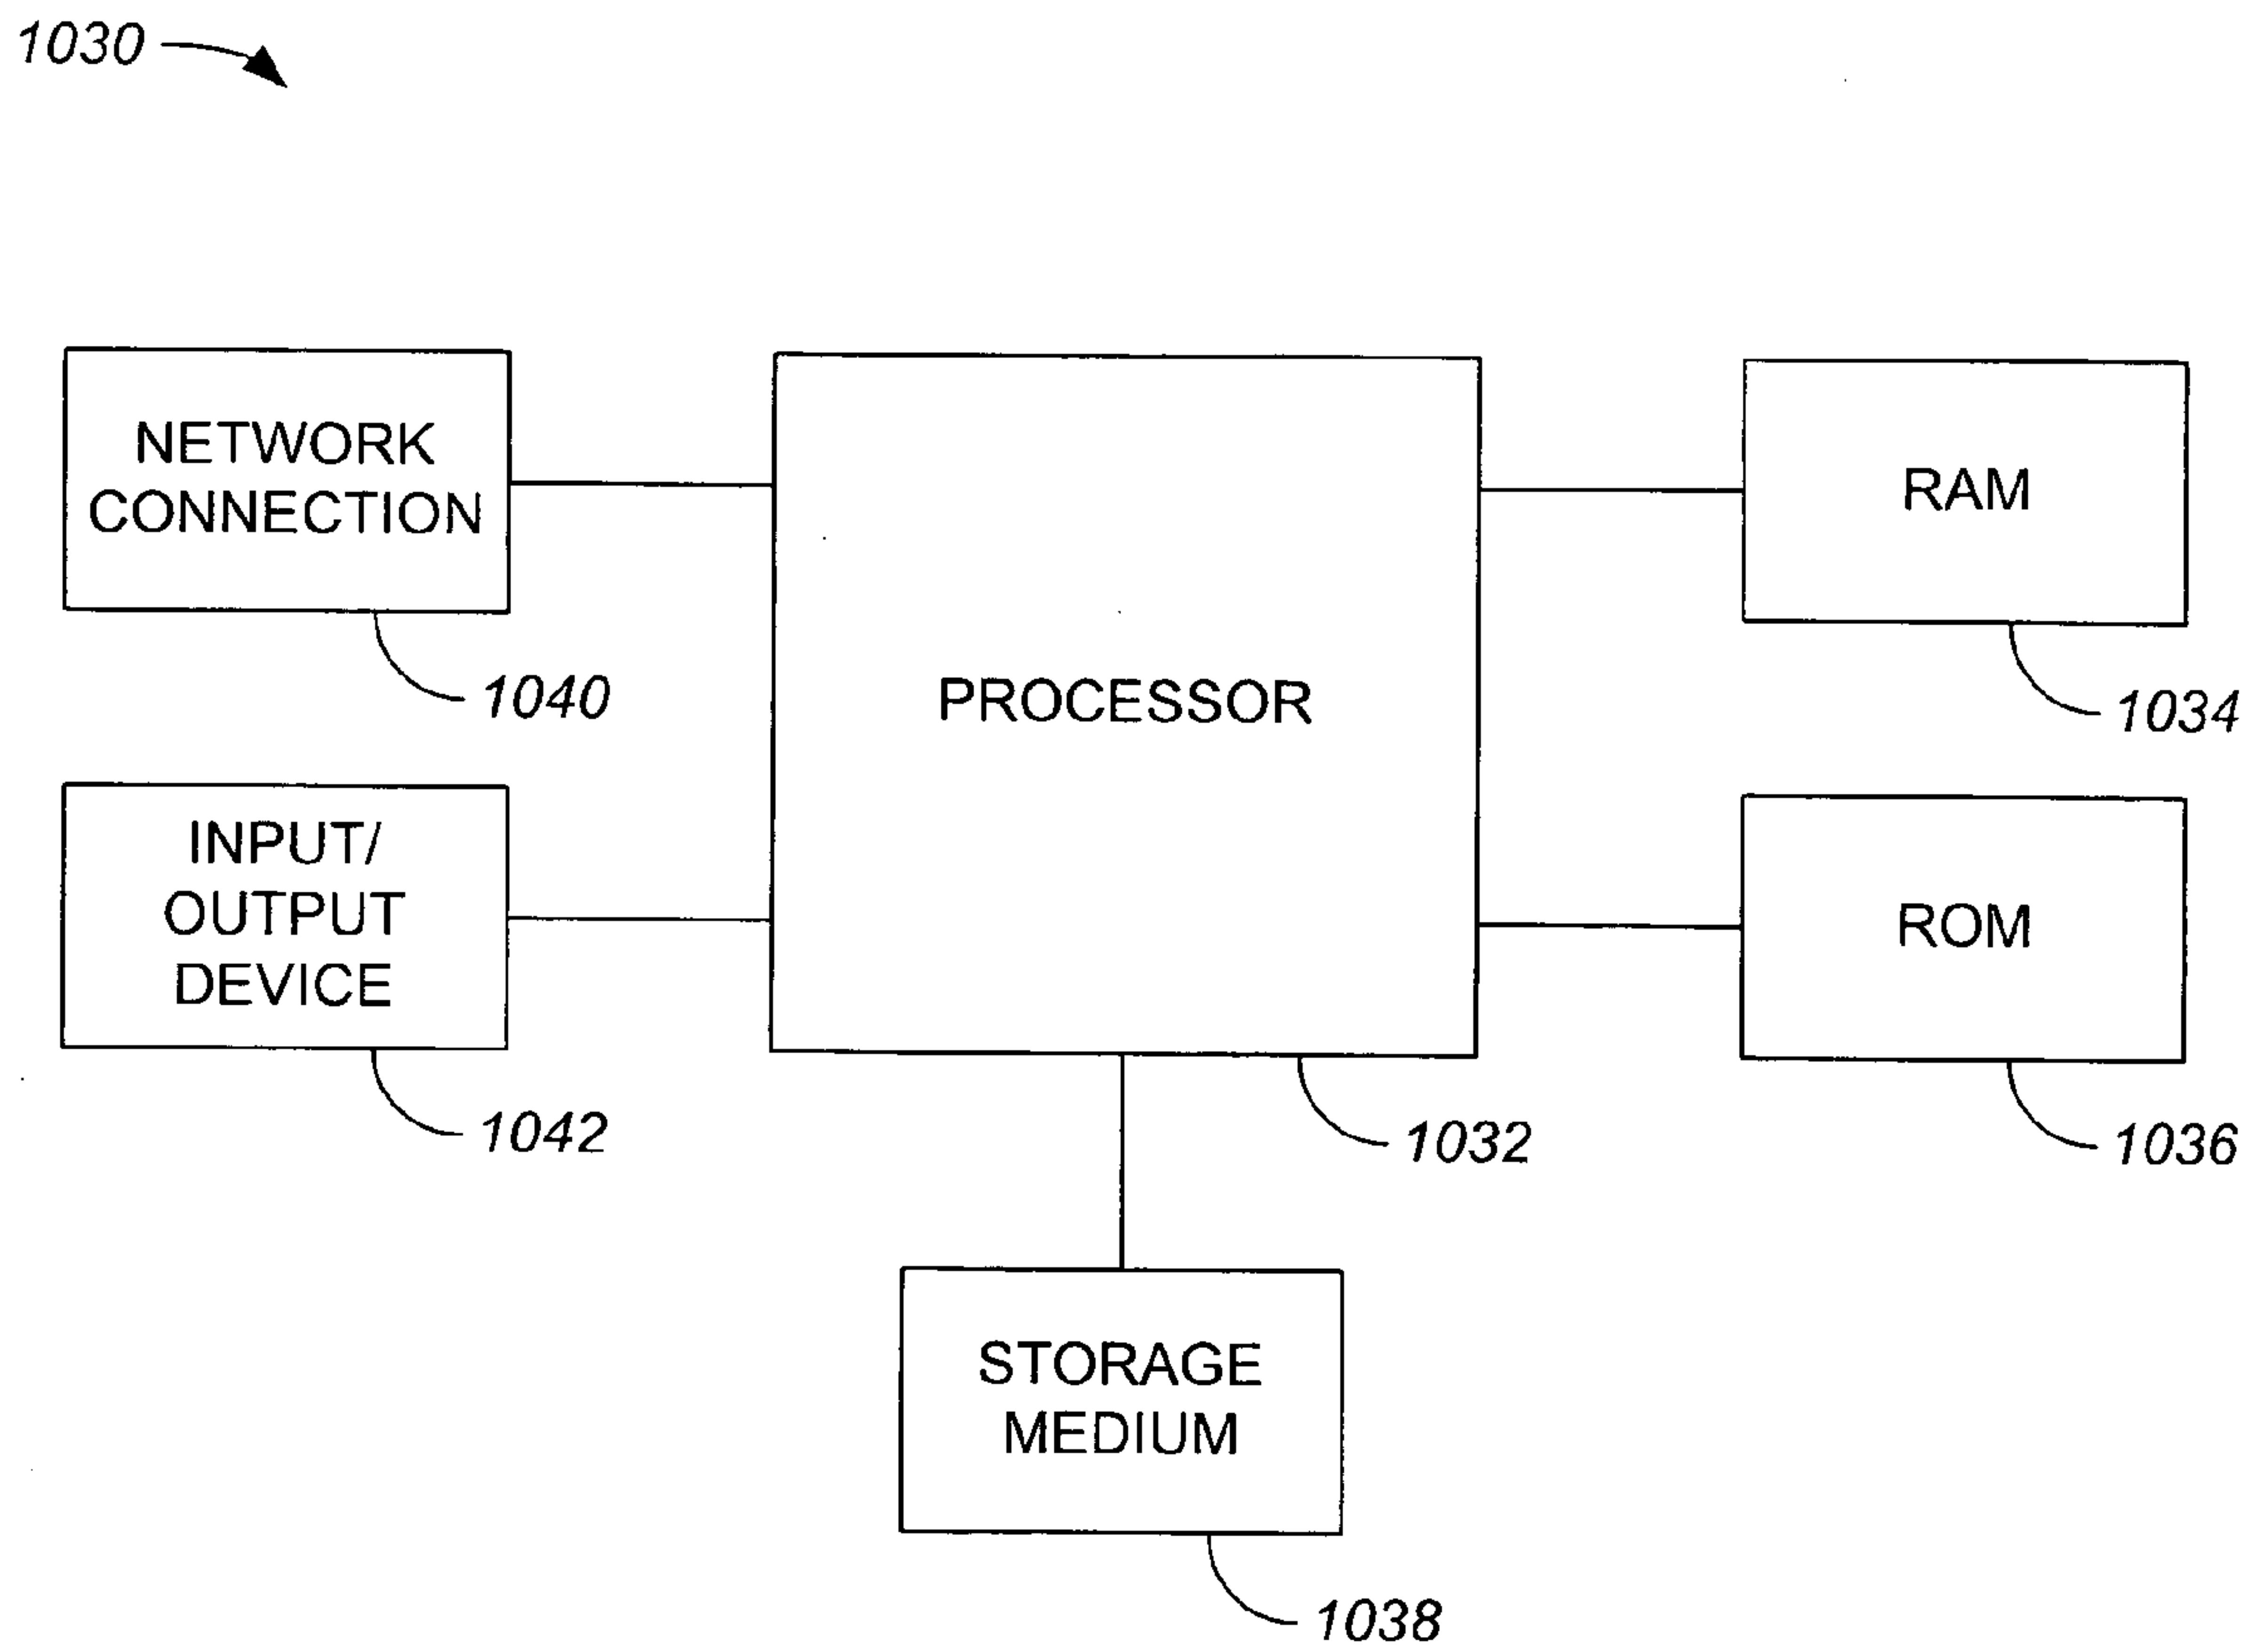 1030
NETWORK
CONNECTION
1040
PROCESSOR
1032
RAM
1034
INPUT/
OUTPUT
DEVICE
1042
ROM
1036
STORAGE
MEDIUM
1038